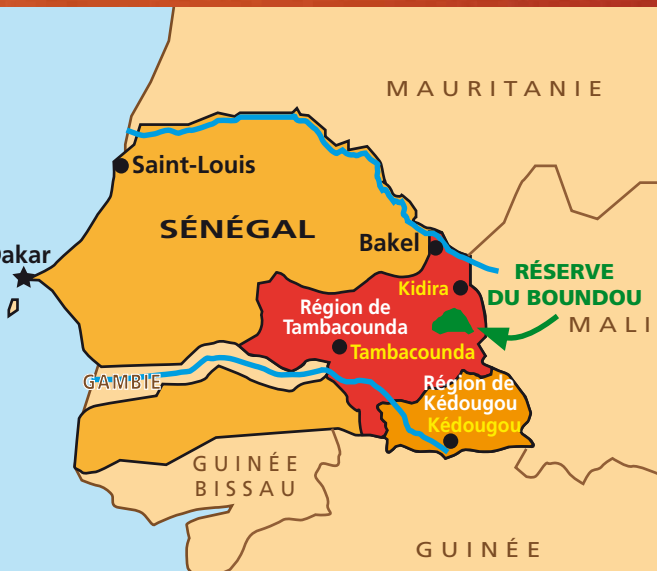 MAURITANIE
Saint-Louis
SÉNÉGAL
Bakel
Dakar
Kidira
RÉSERVE
DU BOUNDOU
Région de
Tambacounda
MALI
Tambacounda
GAMBIE
Région de
Kédougou
Kédougou
GUINÉE
BISSAU
GUINÉE